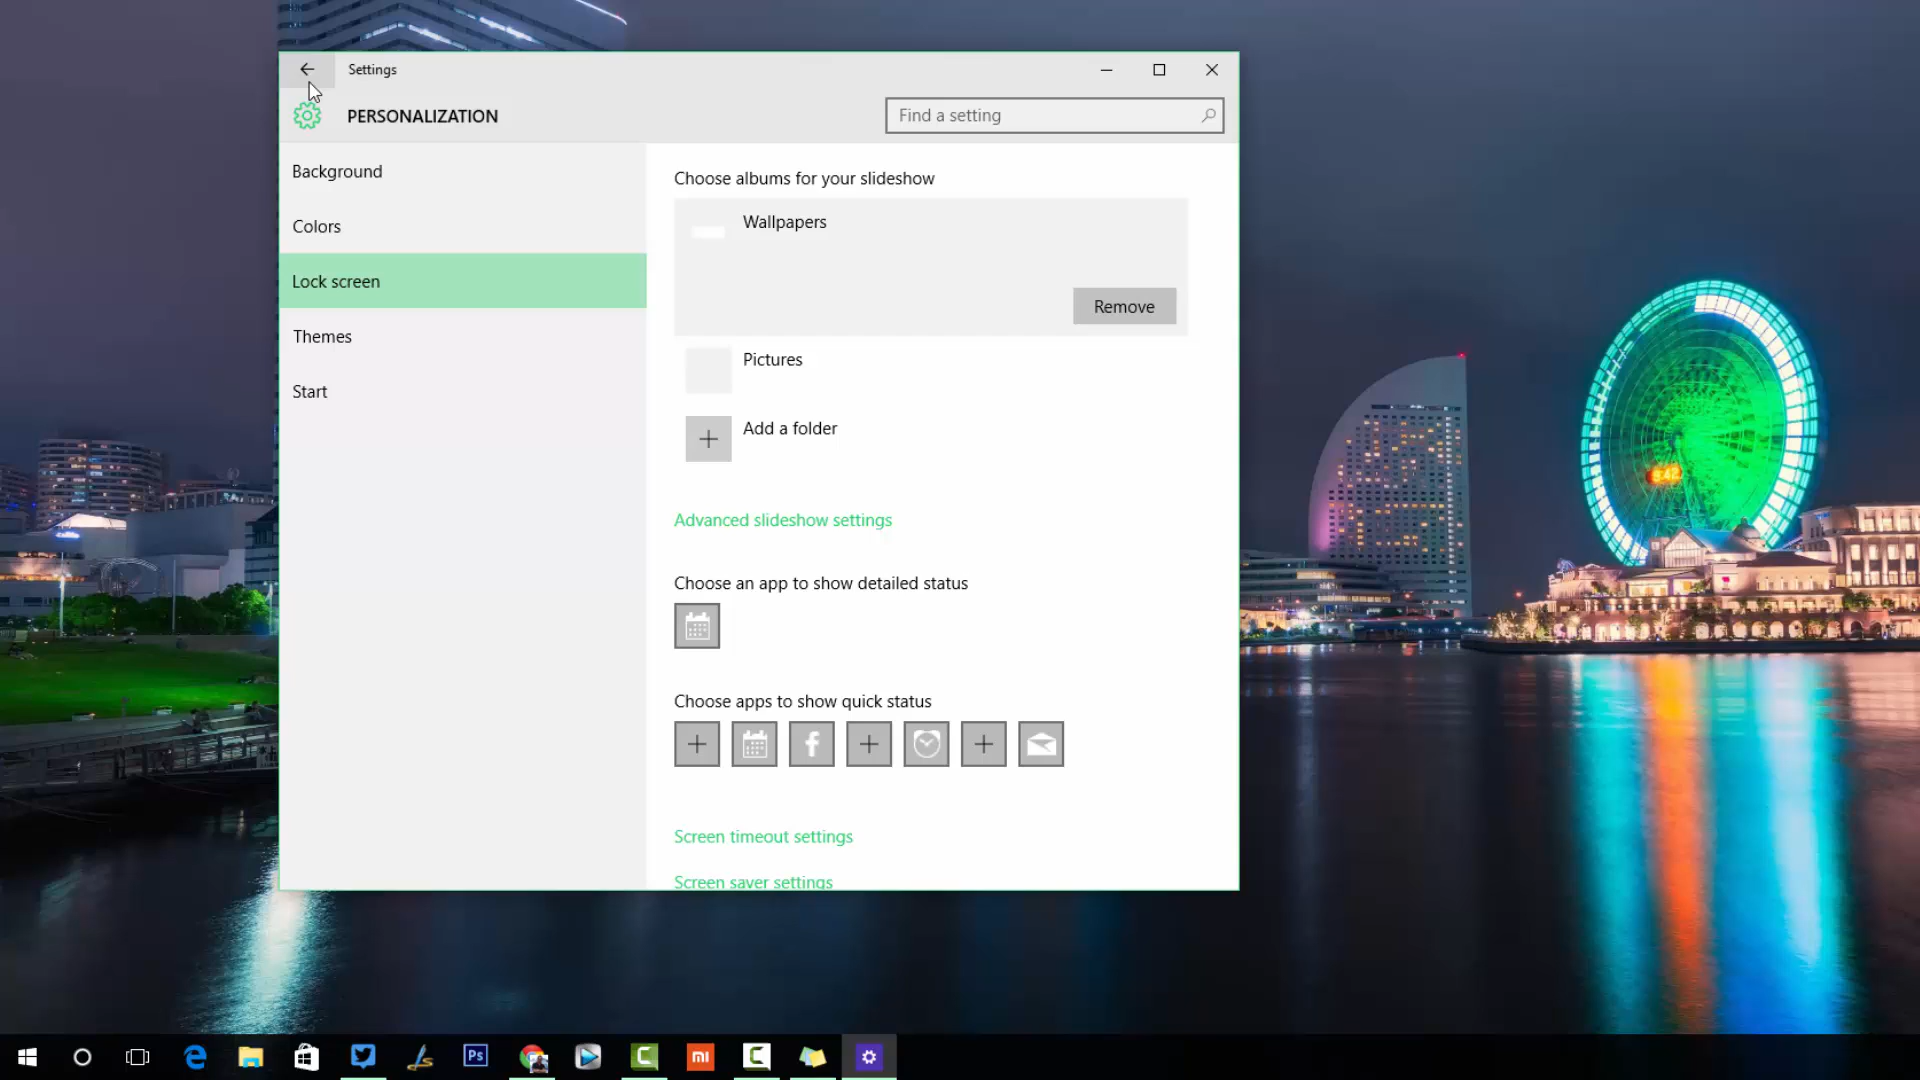 Settings
PERSONALIZATION
Find a setting
Background
Colors
Lock screen
Themes
Start
Choose albums for your slideshow
Wallpapers
Remove
Pictures
Add a folder
Advanced slideshow settings
Choose an app to show detailed status
Choose apps to show quick status
Screen timeout settings
Screen saver settings
Ps
mi